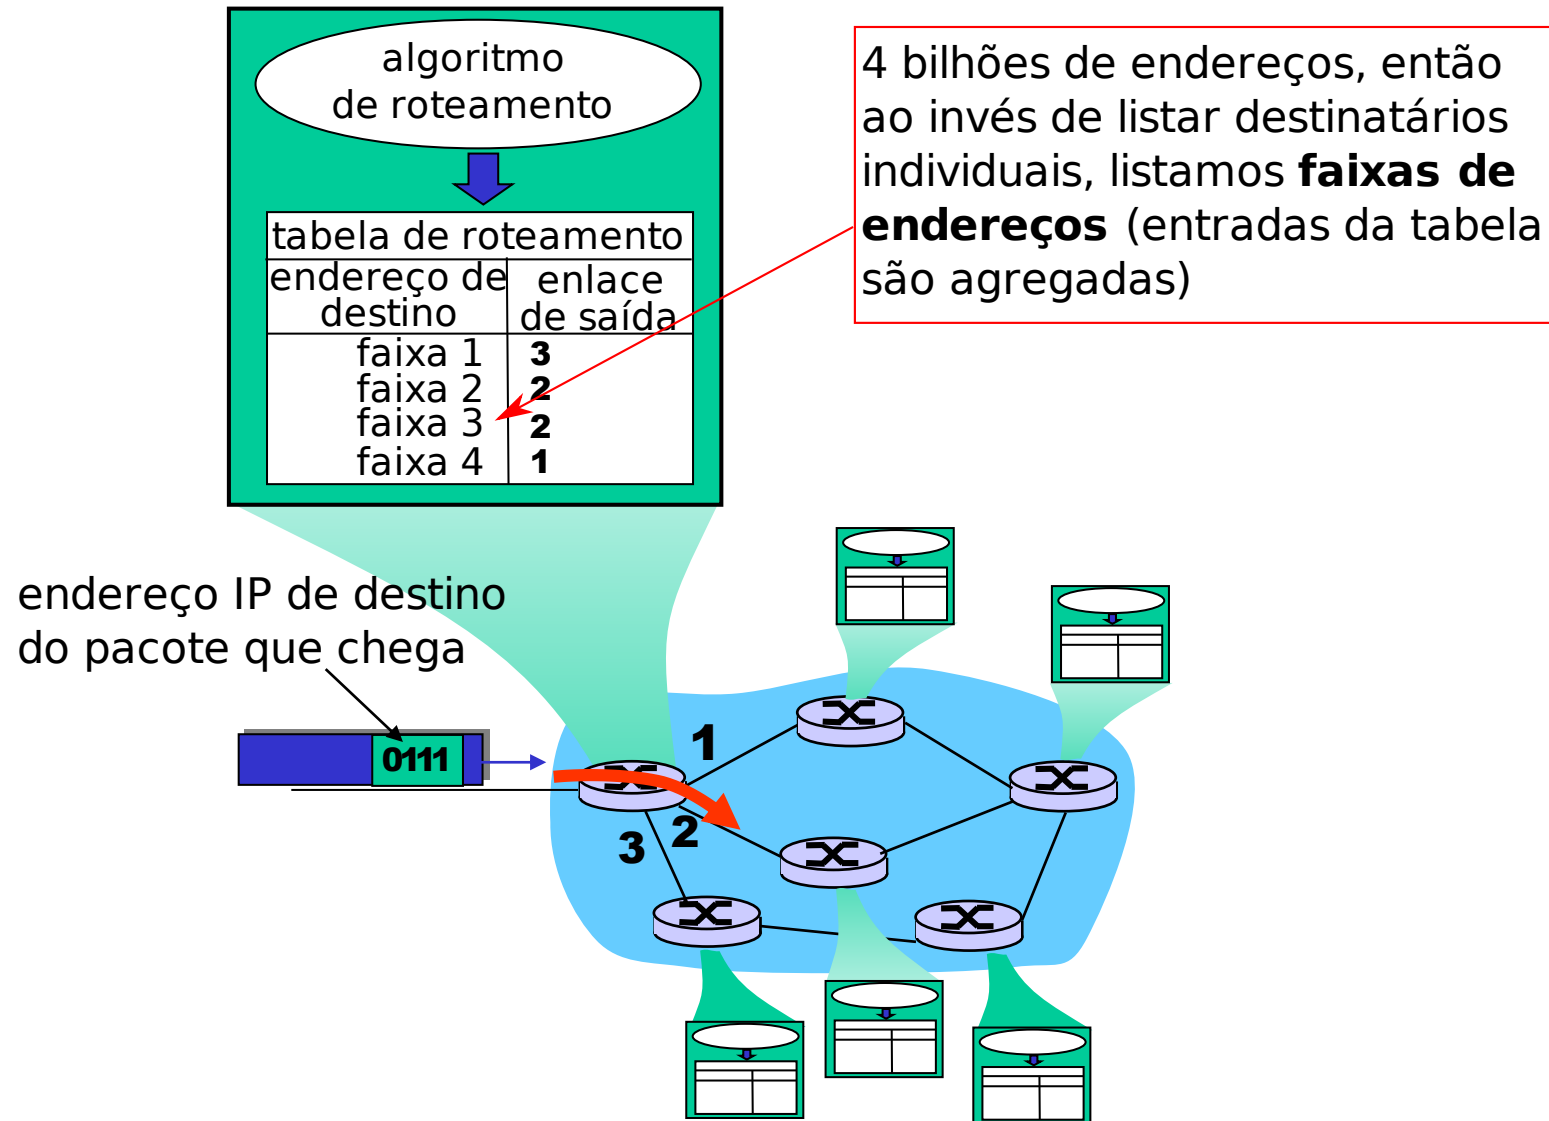 algoritmo
de roteamento
tabela de roteamento
endereço de
destino
enlace
de saída
faixa 1 3
faixa 2 2
faixa 3 2
faixa 4 1
4 bilhões de endereços, então
ao invés de listar destinatários
individuais, listamos faixas de
endereços (entradas da tabela
são agregadas)
endereço IP de destino
do pacote que chega
0111
1
2
3